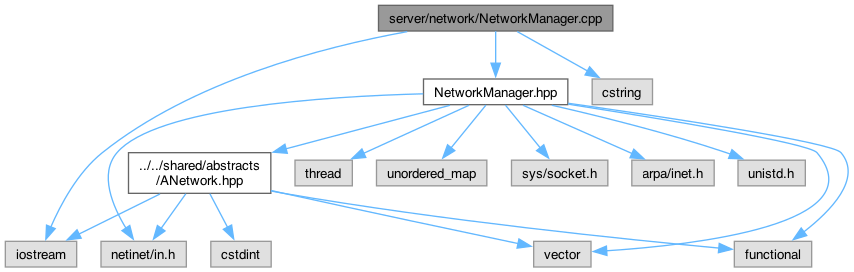 server/network/NetworkManager.cpp
NetworkManager.hpp
cstring
../../shared/abstracts
/ANetwork.hpp
thread
unordered_map
sys/socket.h
arpa/inet.h
unistd.h
iostream
netinet/in.h
cstdint
vector
functional